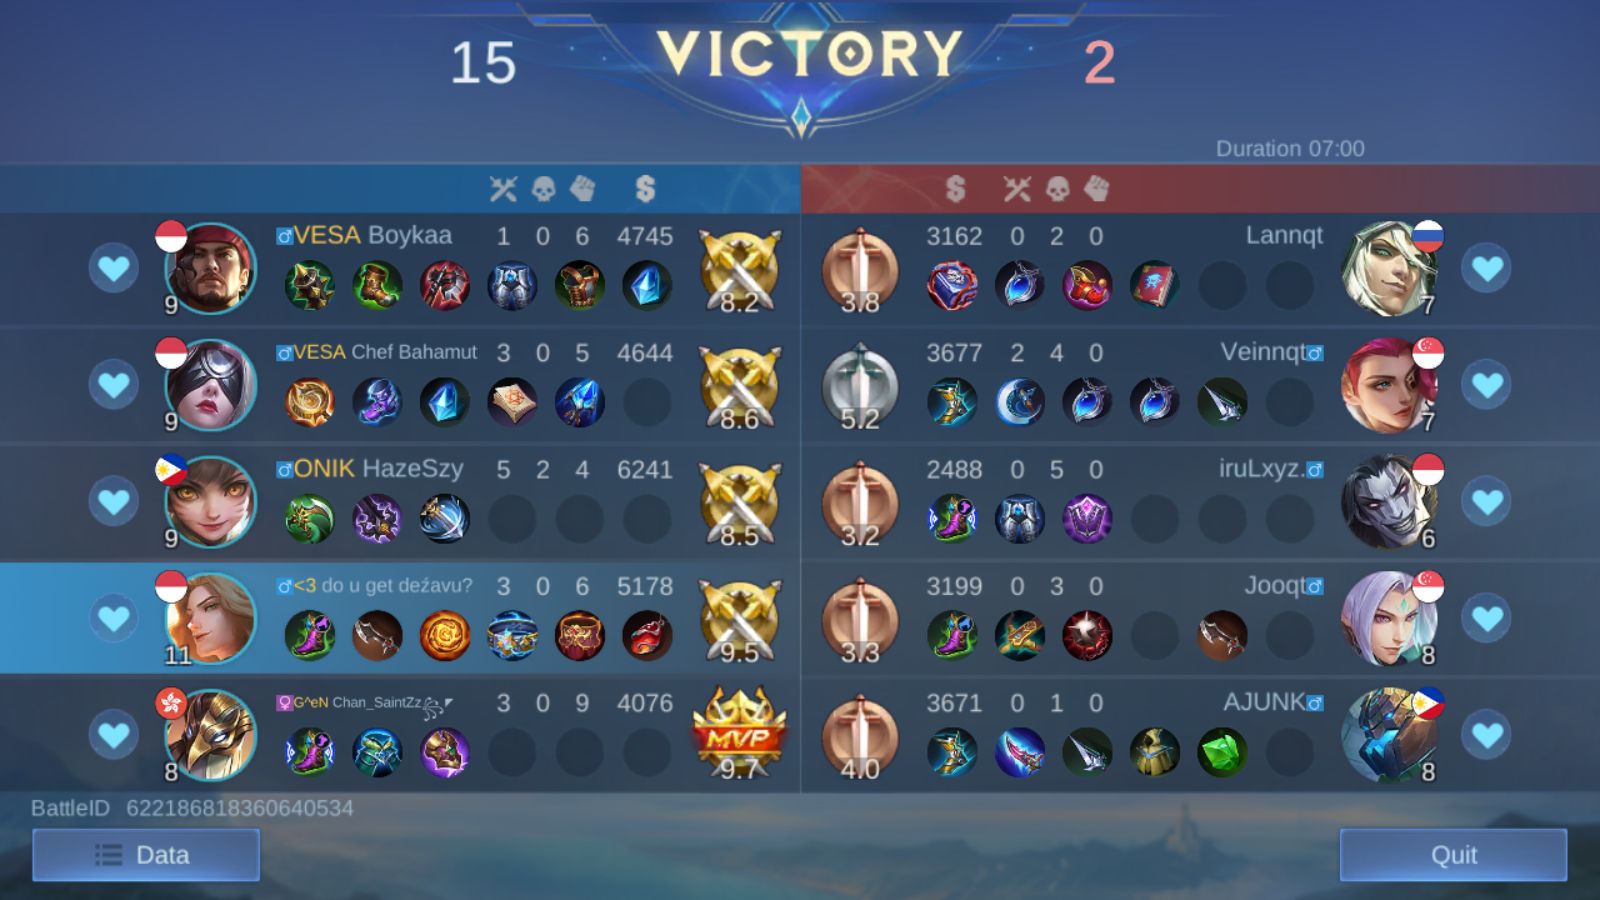 15 VICTORY 2
Duration 07:00
9 VESA Boykaa 1 0 6 4745 8.2
3.8 3162 0 2 0 Lannqt 7
9 VESA Chef Bahamut 3 0 5 4644 8.6
5.2 3677 2 4 0 Veinnqt 7
9 ONIK HazeSzy 5 2 4 6241 8.5
3.2 2488 0 5 0 iruLxyz. 6
11 <3 do u get deźavu? 3 0 6 5178 9.5
3.3 3199 0 3 0 Jooqt 8
8 G^eN Chan_SaintZz 3 0 9 4076 MVP 9.7
4.0 3671 0 1 0 AJUNK 8
BattleID 622186818360640534
Data
Quit